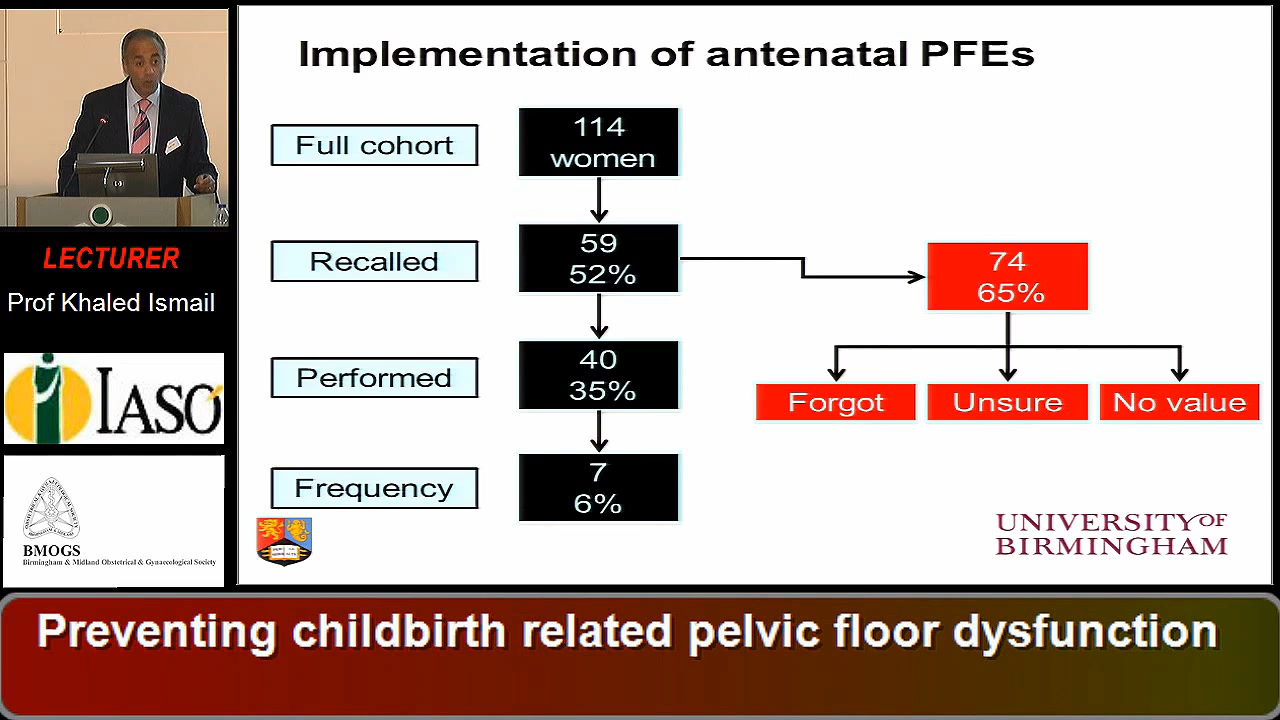 Implementation of antenatal PFEs
Full cohort
114
women
Recalled
59
52%
74
65%
Performed
40
35%
Forgot
Unsure
No value
Frequency
7
6%
UNIVERSITY OF
BIRMINGHAM
LECTURER
Prof Khaled Ismail
IASO
BMOGS
Birmingham & Midland Obstetrical & Gynaecological Society
Preventing childbirth related pelvic floor dysfunction